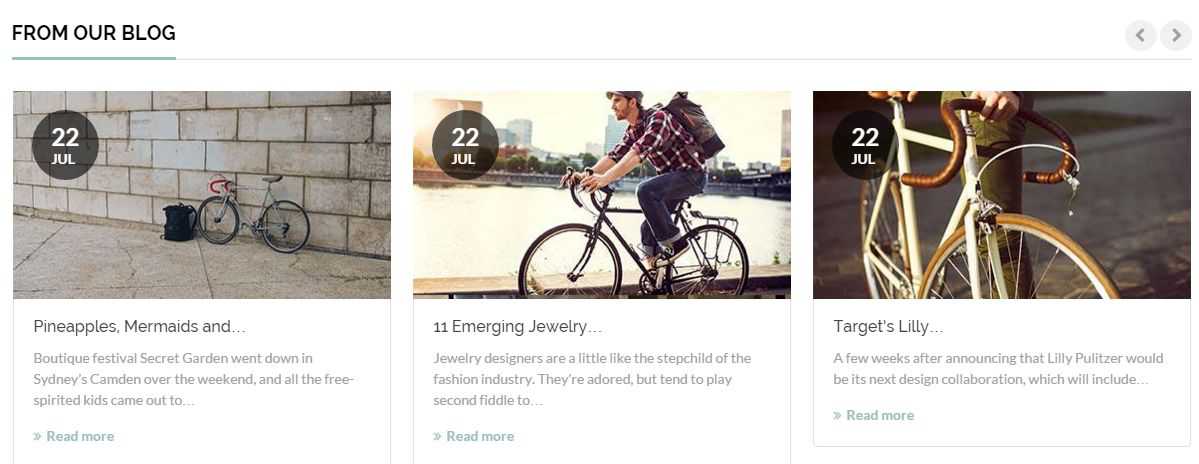 FROM OUR BLOG
22
JUL
22
JUL
22
JUL
Pineapples, Mermaids and…
Boutique festival Secret Garden went down in
Sydney's Camden over the weekend, and all the free-
spirited kids came out to…
» Read more
11 Emerging Jewelry…
Jewelry designers are a little like the stepchild of the
fashion industry. They're adored, but tend to play
second fiddle to…
» Read more
Target's Lilly…
A few weeks after announcing that Lilly Pulitzer would
be its next design collaboration, which will include…
» Read more